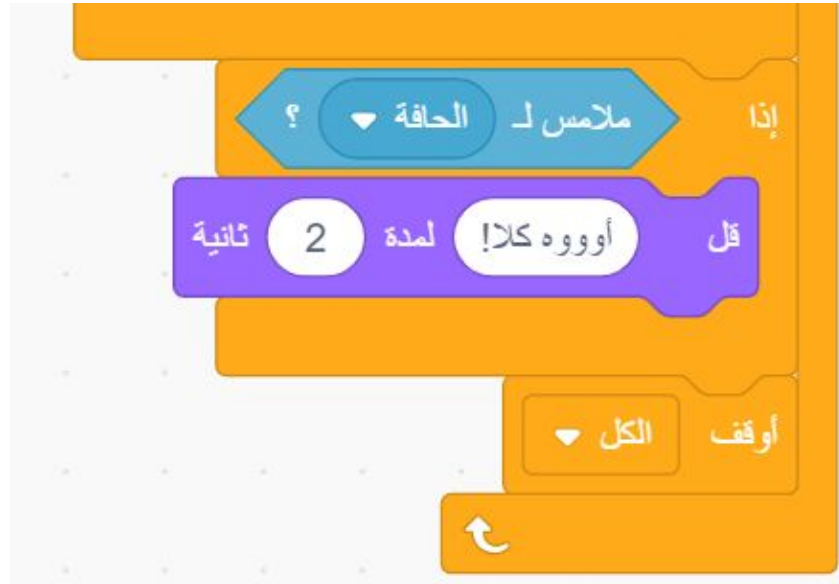 إذا ملامس لـ الحافة ؟
قل أوووه كلا! لمدة 2 ثانية
أوقف الكل